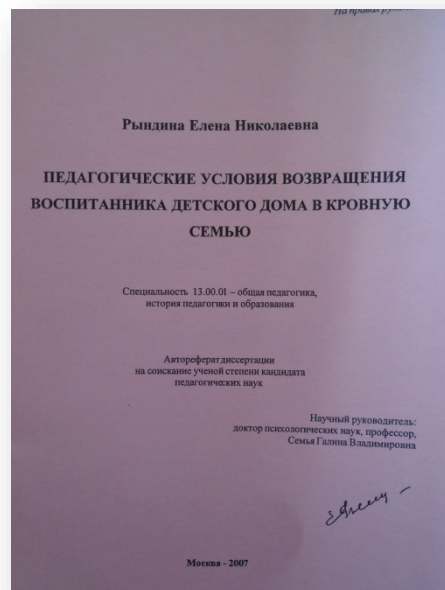 На правах
Рындина Елена Николаевна
ПЕДАГОГИЧЕСКИЕ УСЛОВИЯ ВОЗВРАЩЕНИЯ
ВОСПИТАННИКА ДЕТСКОГО ДОМА В КРОВНУЮ
СЕМЬЮ
Специальность 13.00.01 – общая педагогика,
история педагогики и образования
Автореферат диссертации
на соискание ученой степени кандидата
педагогических наук
Научный руководитель:
доктор психологических наук, профессор,
Семья Галина Владимировна
Москва - 2007